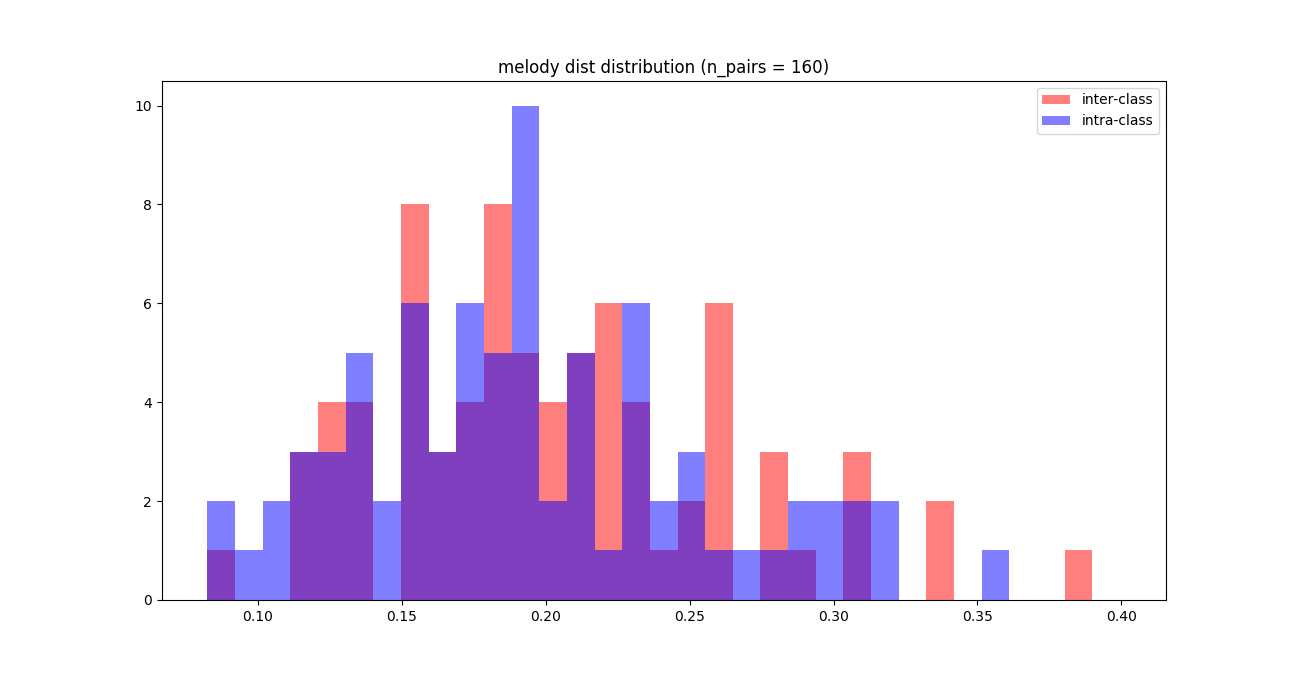 melody dist distribution (n_pairs = 160)
inter-class
intra-class
10
8
6
4
2
0
0.10 0.15 0.20 0.25 0.30 0.35 0.40